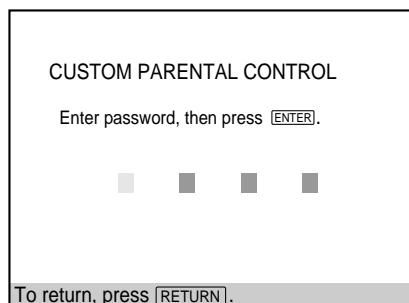 CUSTOM PARENTAL CONTROL
Enter password, then press ENTER.
To return, press RETURN.